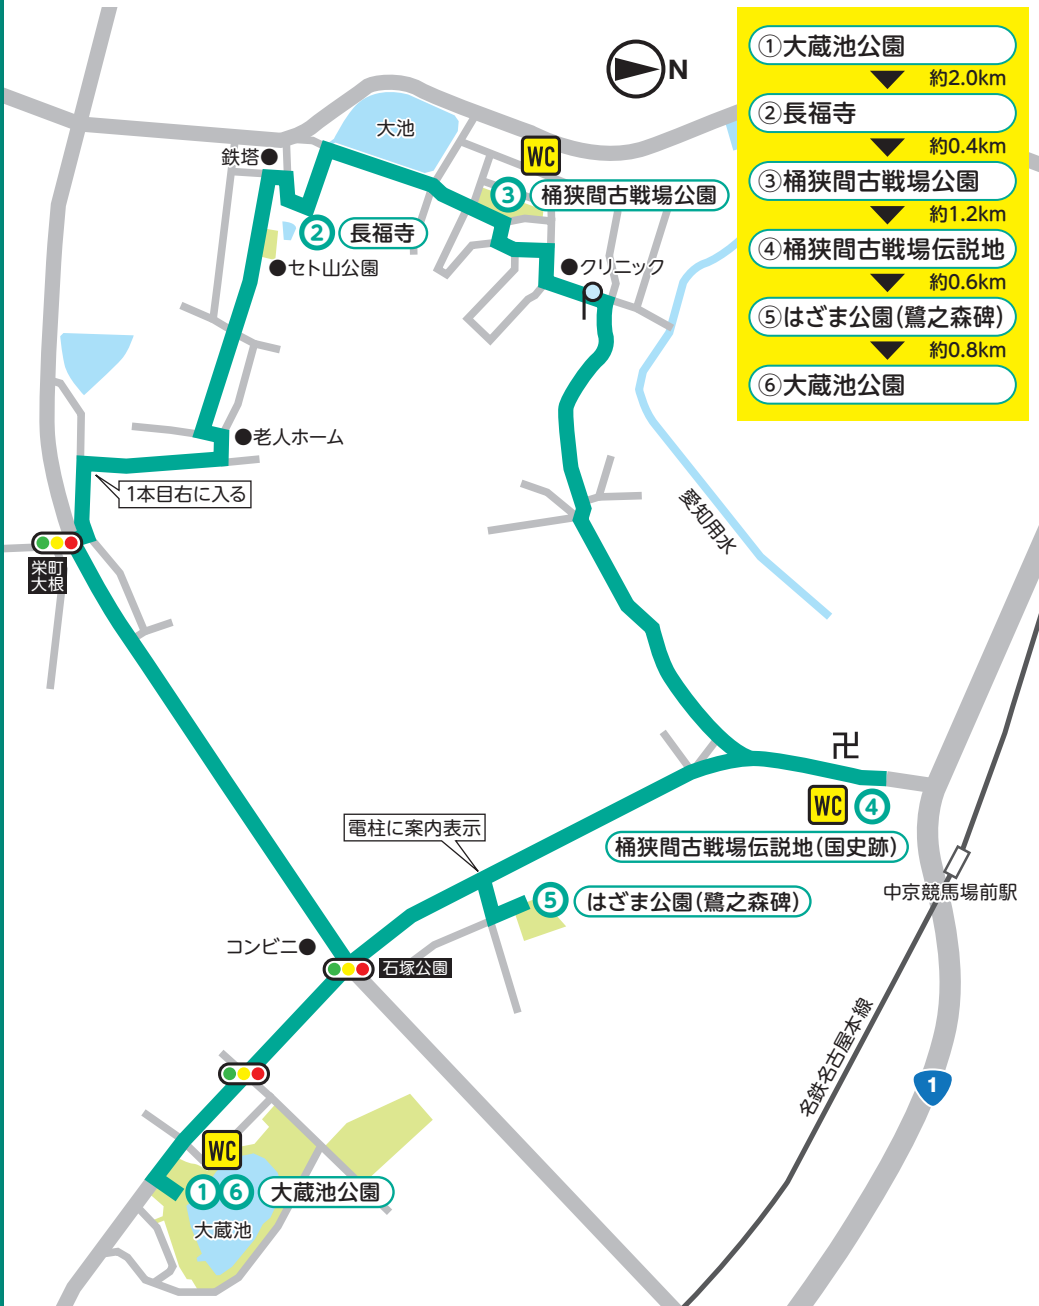 N
①大蔵池公園
約2.0km
②長福寺
約0.4km
③桶狭間古戦場公園
約1.2km
④桶狭間古戦場伝説地
約0.6km
⑤はざま公園(鷺之森碑)
約0.8km
⑥大蔵池公園
大池
鉄塔
WC
3 桶狭間古戦場公園
2 長福寺
セト山公園
クリニック
老人ホーム
1本目右に入る
愛知用水
栄町
大根
卍
WC 4
桶狭間古戦場伝説地(国史跡)
電柱に案内表示
中京競馬場前駅
5 はざま公園(鷺之森碑)
コンビニ
石塚公園
名鉄名古屋本線
1
WC
1 6 大蔵池公園
大蔵池